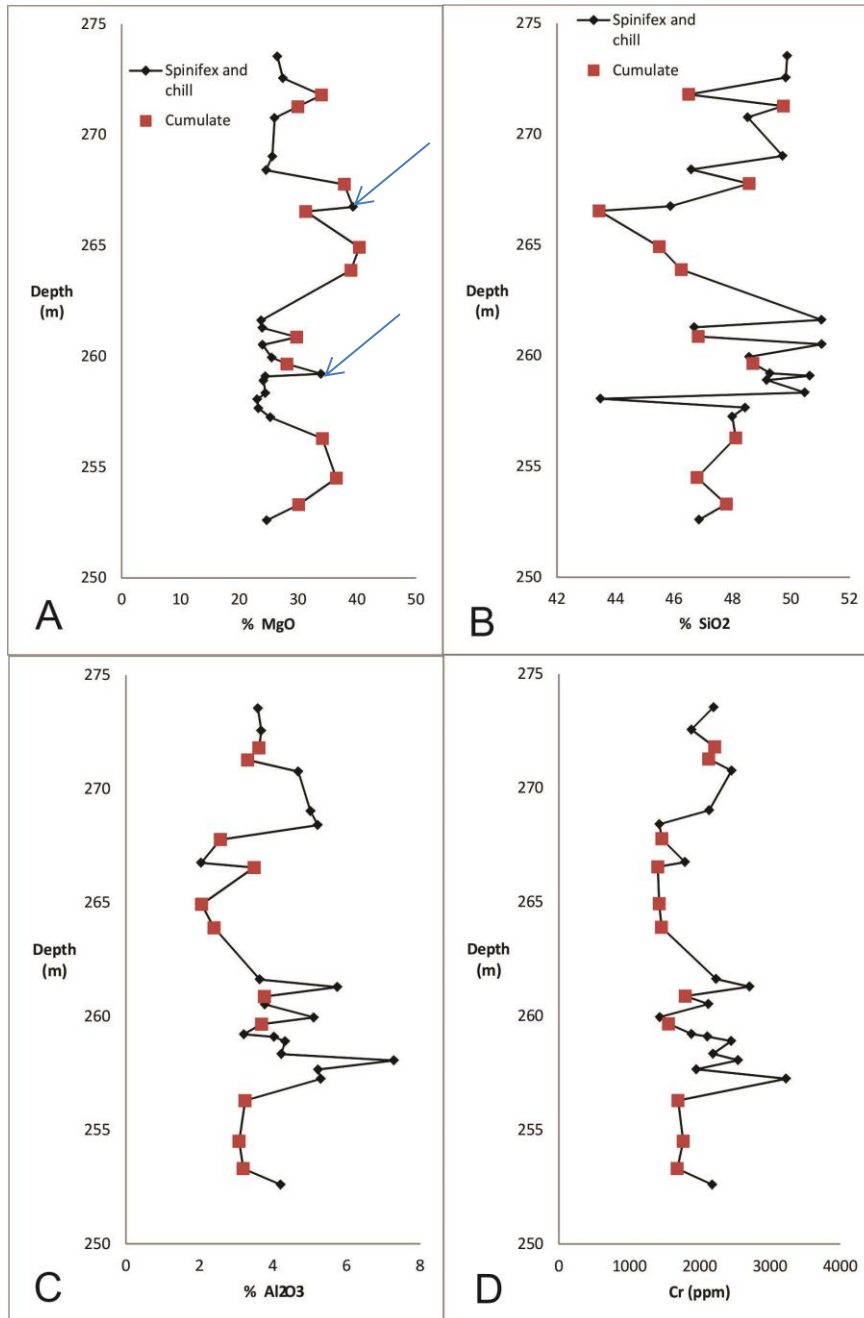 275
Spinifex and
chill
Cumulate
270
265
Depth
(m)
260
255
250
0 10 20 30 40 50
% MgO
A
275
Spinifex and
chill
Cumulate
270
265
Depth
(m)
260
255
250
42 44 46 48 50 52
% SiO2
B
275
270
265
Depth
(m)
260
255
250
0 2 4 6 8
% Al2O3
C
275
270
265
Depth
(m)
260
255
250
0 1000 2000 3000 4000
Cr (ppm)
D